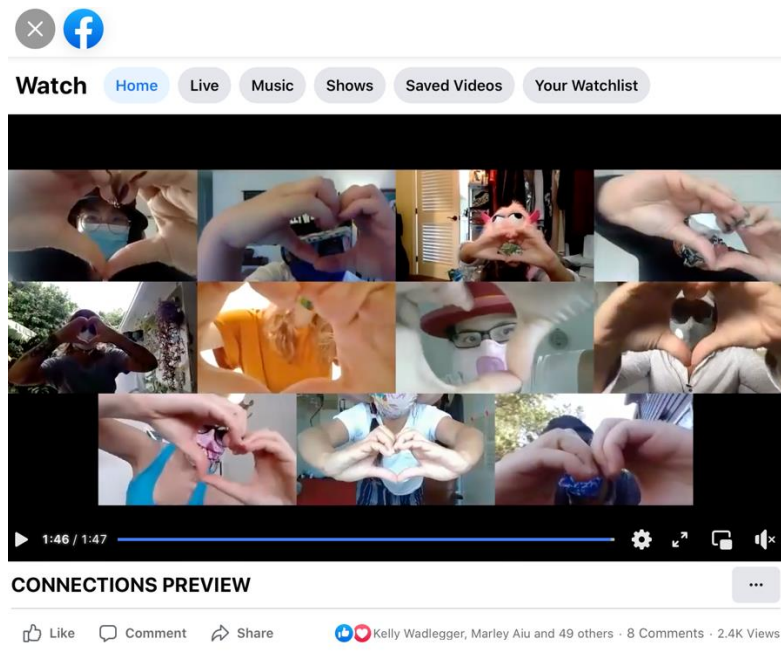 Watch Home Live Music Shows Saved Videos Your Watchlist
1:46 / 1:47
CONNECTIONS PREVIEW
Like Comment Share Kelly Wadlegger, Marley Aiu and 49 others · 8 Comments · 2.4K Views